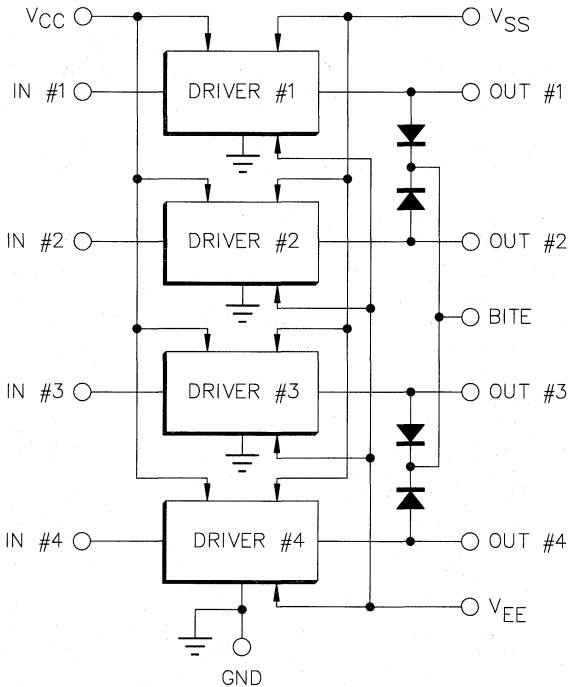 VCC VSS
IN #1 DRIVER #1 OUT #1
IN #2 DRIVER #2 OUT #2
BITE
IN #3 DRIVER #3 OUT #3
IN #4 DRIVER #4 OUT #4
VEE
GND